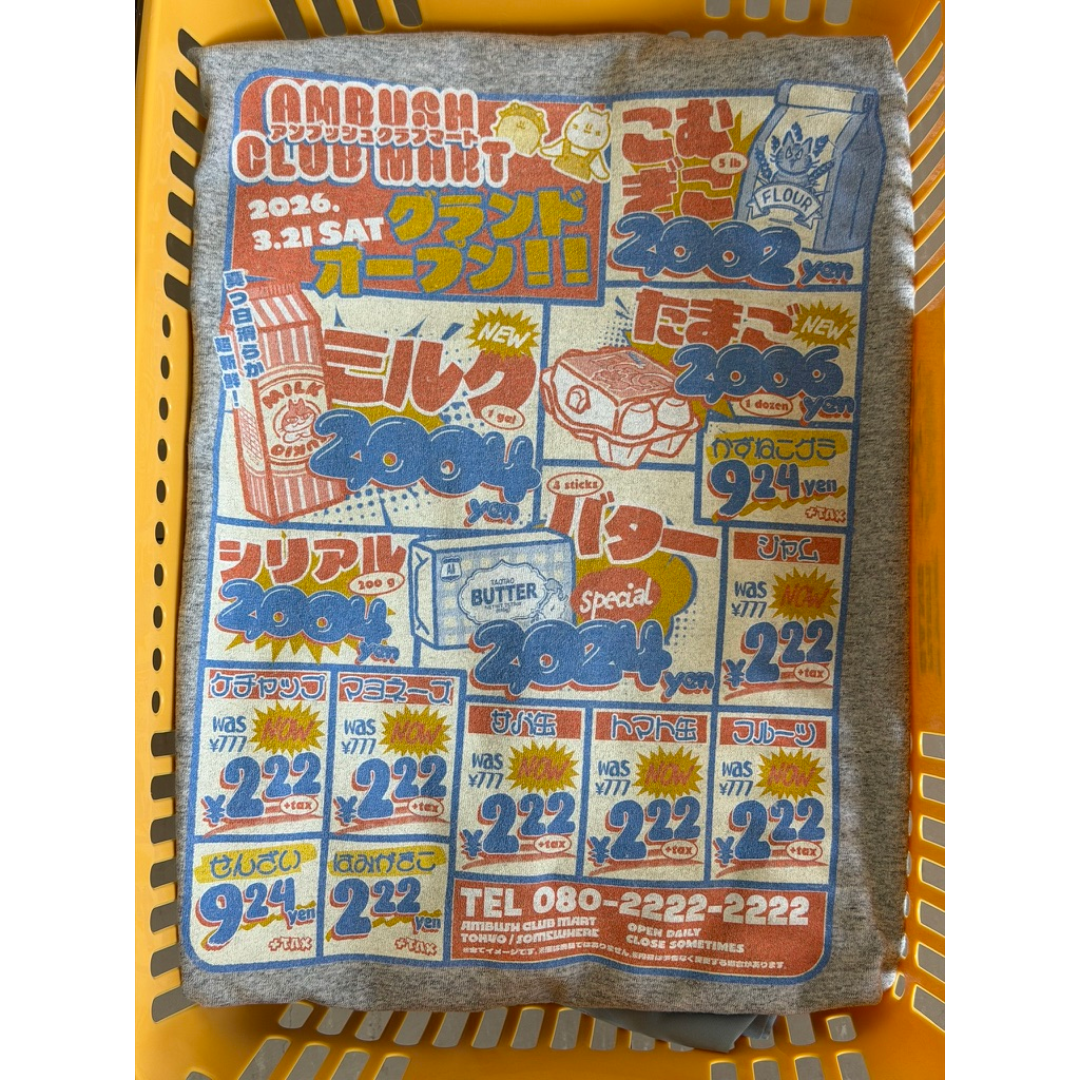 AMBUSH
アンブッシュクラブマート
CLUB MART
2026.
3.21 SAT
グランド
オープン!!
こむ
ぎこ
5 lb
FLOUR
2002 yen
真っ白滑らか
超新鮮!
MILK
ミルク
NEW
1 gal
2004
yen
たまご
NEW
2006
1 dozen
yen
かずねこグラ
924 yen
+TAX
シリアル
200 g
2004
yen
4 sticks
バター
BUTTER
special
2024 yen
ジャム
was
¥777
NOW
¥222
+tax
ケチャップ
was
¥777
NOW
¥222
+tax
マヨネーズ
was
¥777
NOW
¥222
+tax
サバ缶
was
¥777
NOW
¥222
+tax
トマト缶
was
¥777
NOW
¥222
+tax
フルーツ
was
¥777
NOW
¥222
+tax
せんざい
924 yen
+TAX
はみがきこ
222 yen
+TAX
TEL 080-2222-2222
AMBUSH CLUB MART
TOKYO / SOMEWHERE
OPEN DAILY
CLOSE SOMETIMES